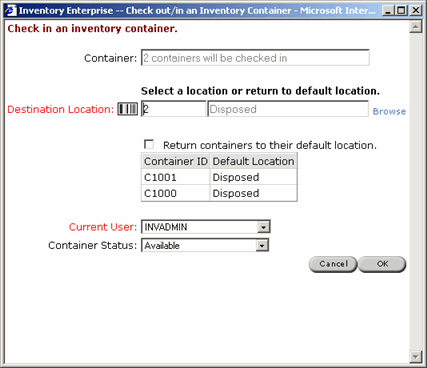 Inventory Enterprise -- Check out/in an Inventory Container - Microsoft Inter...
Check in an inventory container.
Container: 2 containers will be checked in
Select a location or return to default location.
Destination Location: 2 Disposed Browse
Return containers to their default location.
Container ID Default Location
C1001 Disposed
C1000 Disposed
Current User: INVADMIN
Container Status: Available
Cancel OK